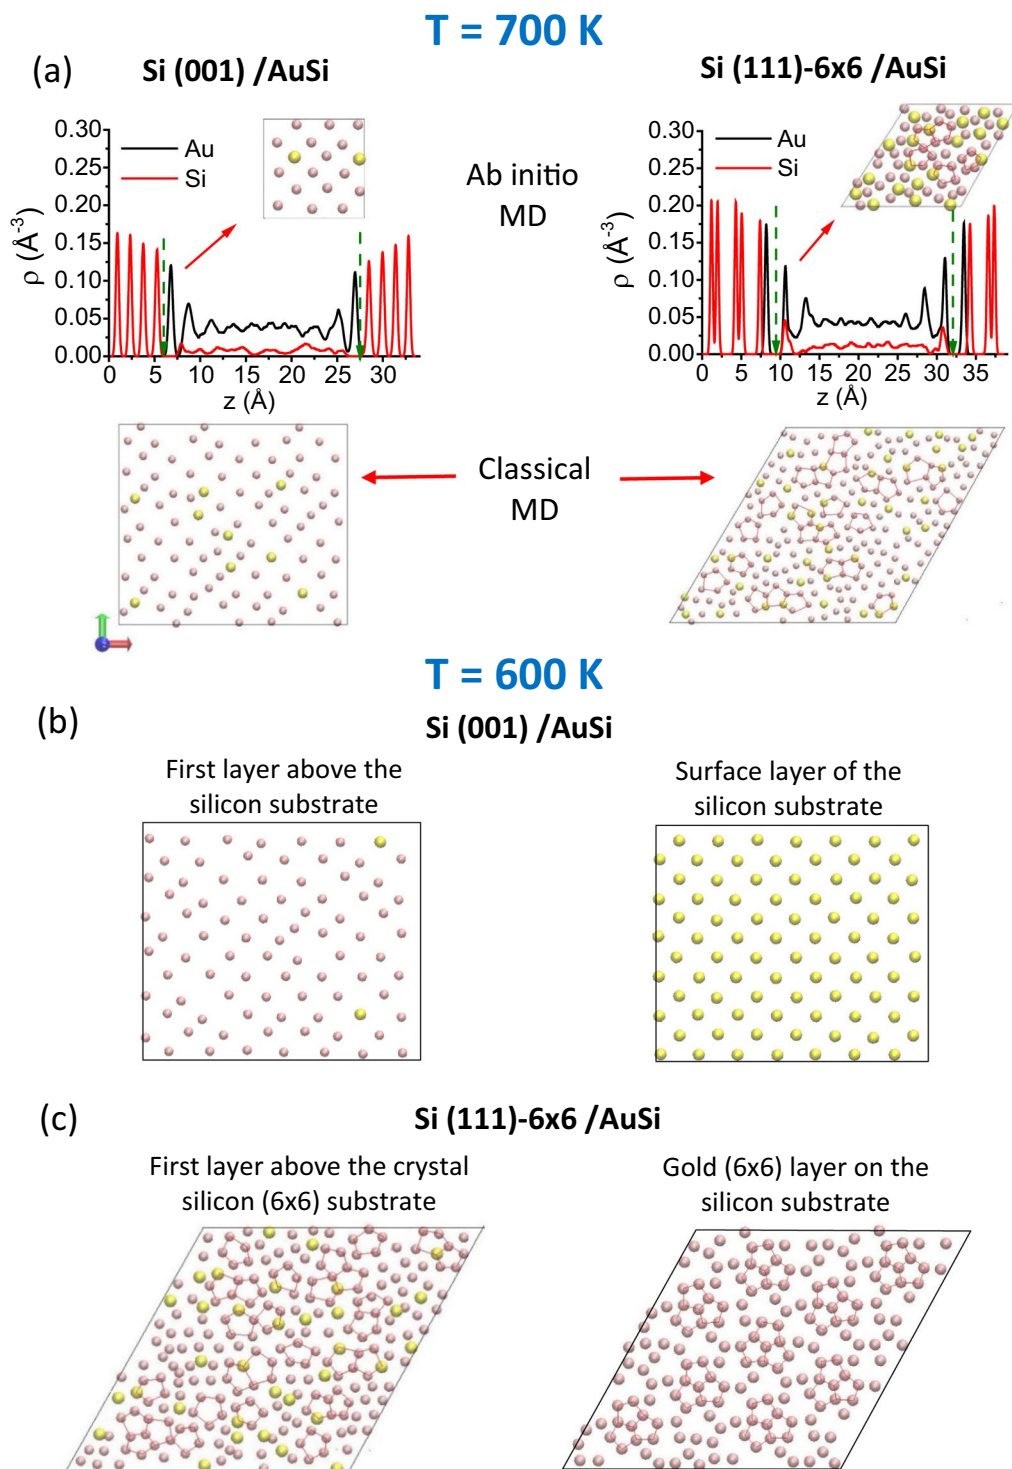 T = 700 K
(a)
Si (001) /AuSi
Si (111)-6x6 /AuSi
0.30
0.25
0.20
0.15
0.10
0.05
0.00
ρ (Å⁻³)
Au
Si
0 5 10 15 20 25 30
z (Å)
Ab initio
MD
0.30
0.25
0.20
0.15
0.10
0.05
0.00
ρ (Å⁻³)
Au
Si
0 5 10 15 20 25 30 35
z (Å)
Classical
MD
T = 600 K
(b)
Si (001) /AuSi
First layer above the
silicon substrate
Surface layer of the
silicon substrate
(c)
Si (111)-6x6 /AuSi
First layer above the crystal
silicon (6x6) substrate
Gold (6x6) layer on the
silicon substrate